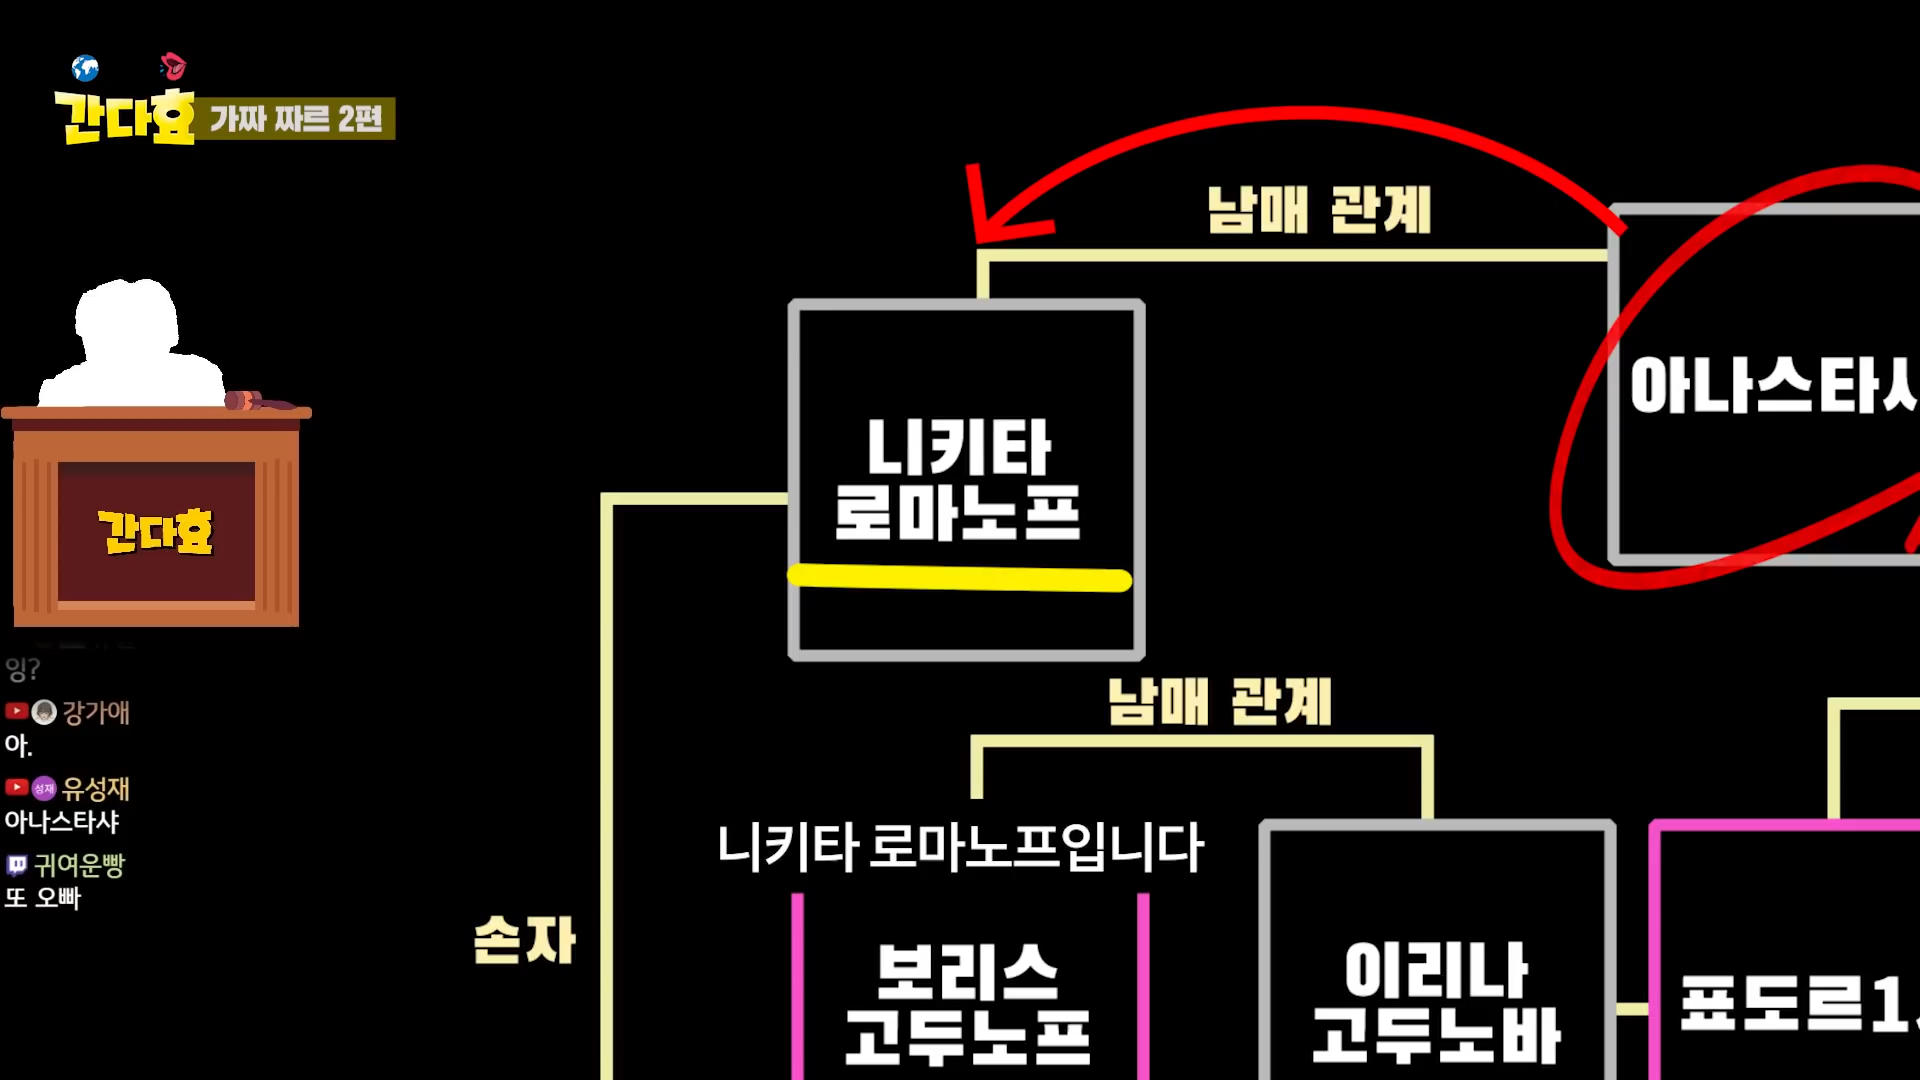 간다효
가짜 짜르 2편
남매 관계
아나스타샤
니키타
로마노프
간다효
잉?
강가애
아.
성재 유성재
아나스타샤
귀여운빵
또 오빠
남매 관계
니키타 로마노프입니다
손자
보리스
고두노프
이리나
고두노바
표도르1